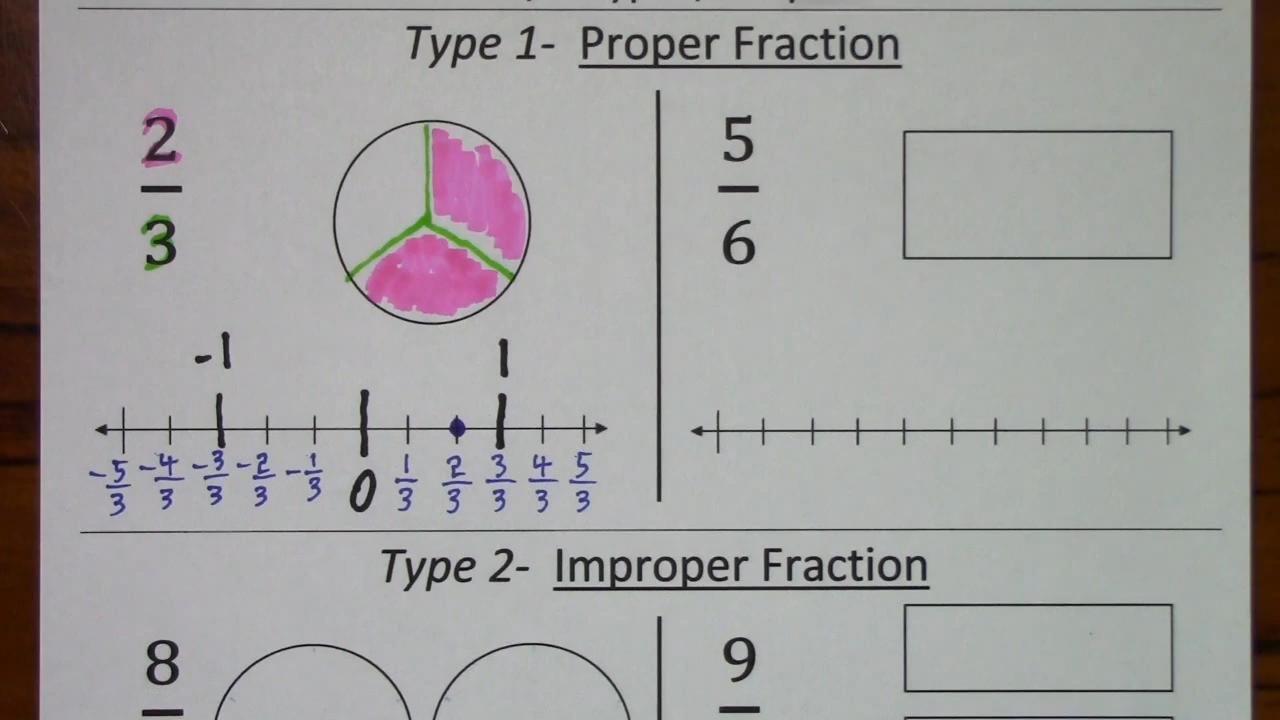 Type 1- Proper Fraction
2
3
5
6
-1 1
-5/3 -4/3 -3/3 -2/3 -1/3 0 1/3 2/3 3/3 4/3 5/3
Type 2- Improper Fraction
8
9